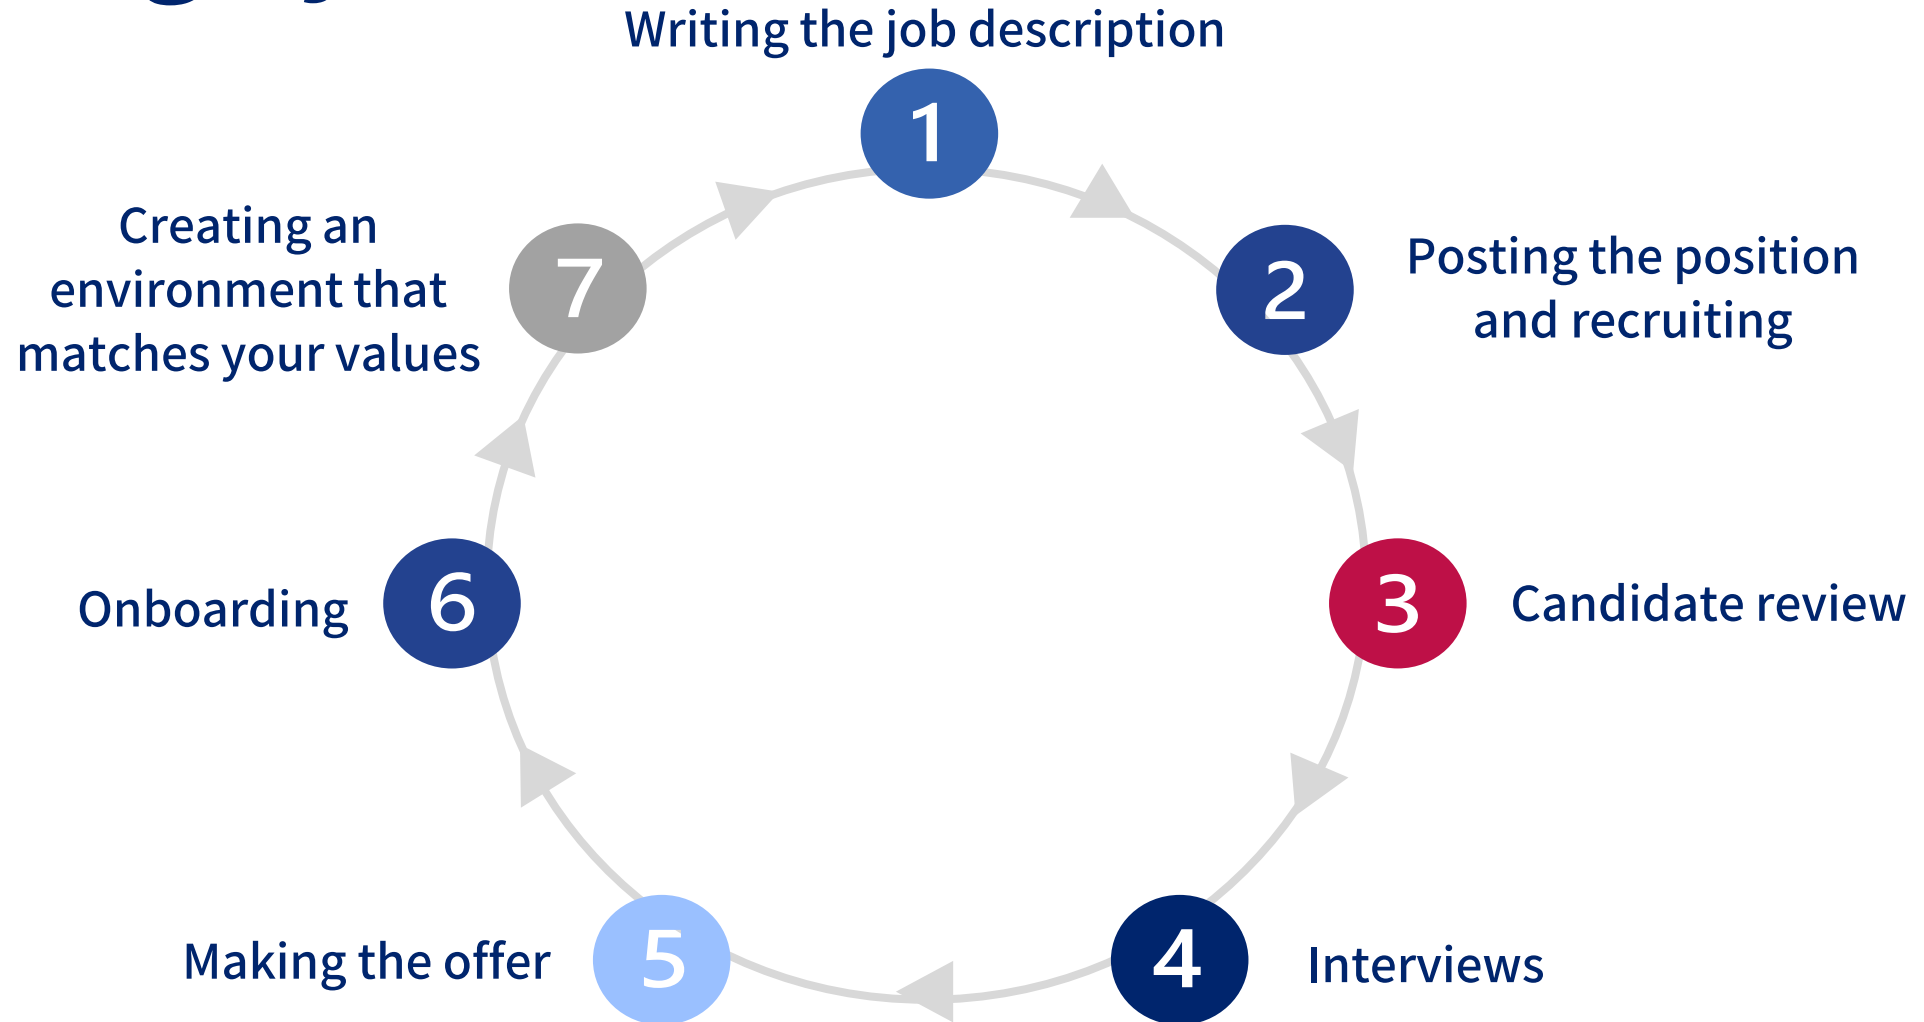 Writing the job description
1
2
Posting the position
and recruiting
3
Candidate review
4
Interviews
5
Making the offer
6
Onboarding
7
Creating an
environment that
matches your values